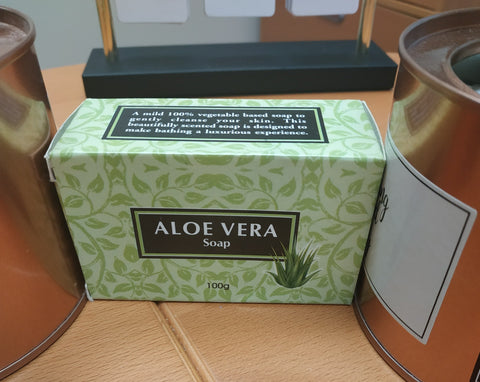 A mild 100% vegetable based soap to
gently cleanse your skin. This
beautifully scented soap is designed to
make bathing a luxurious experience.
ALOE VERA
Soap
100g